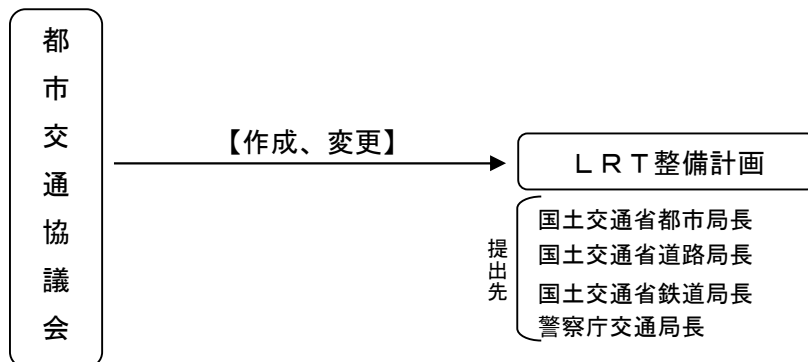 都市交通協議会
【作成、変更】
ＬＲＴ整備計画
提出先
国土交通省都市局長
国土交通省道路局長
国土交通省鉄道局長
警察庁交通局長